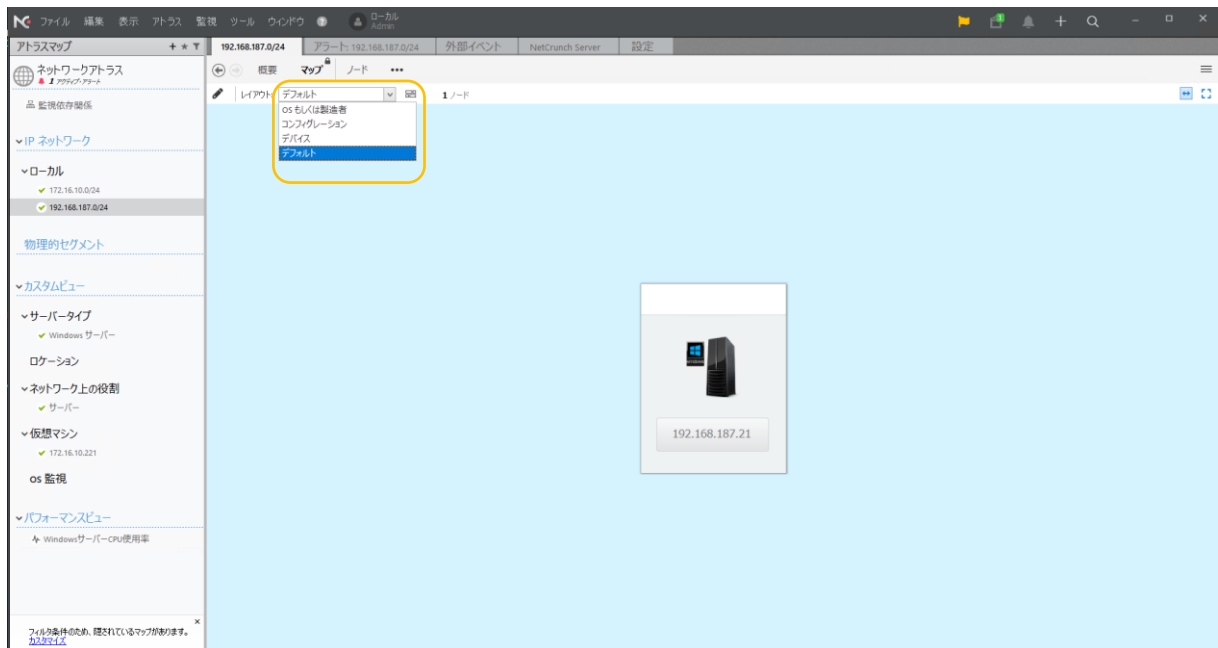 ファイル 編集 表示 アトラス 監視 ツール ウィンドウ ローカル
Admin
アトラスマップ
192.168.187.0/24 アラート: 192.168.187.0/24 外部イベント NetCrunch Server 設定
ネットワークアトラス
1 アクティブ・アラート
概要 マップ ノード •••
レイアウト: デフォルト 1 ノード
OS もしくは製造者
コンフィグレーション
デバイス
デフォルト
監視依存関係
IP ネットワーク
ローカル
172.16.10.0/24
192.168.187.0/24
物理的セグメント
カスタムビュー
サーバータイプ
Windows サーバー
ロケーション
ネットワーク上の役割
サーバー
仮想マシン
172.16.10.221
OS 監視
パフォーマンスビュー
WindowsサーバーCPU使用率
フィルタ条件のため、隠されているマップがあります。
カスタマイズ
192.168.187.21